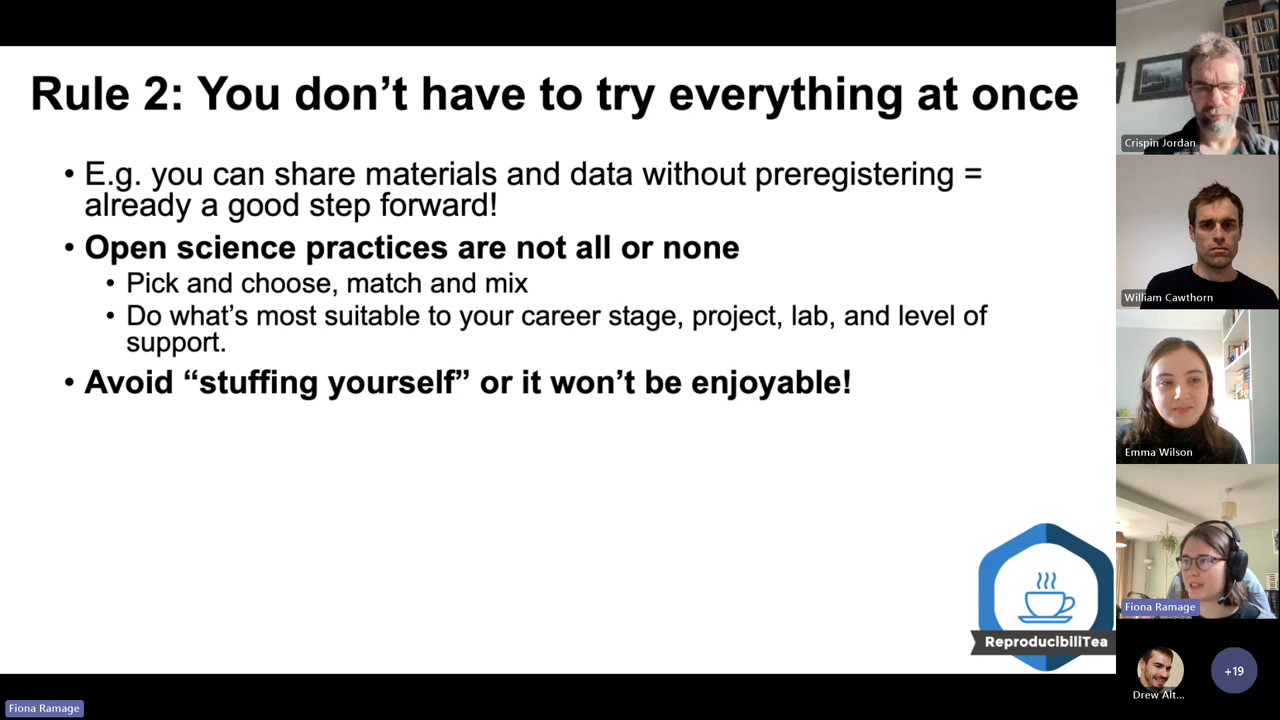 Rule 2: You don’t have to try everything at once
• E.g. you can share materials and data without preregistering =
already a good step forward!
• Open science practices are not all or none
• Pick and choose, match and mix
• Do what’s most suitable to your career stage, project, lab, and level of
support.
• Avoid “stuffing yourself” or it won’t be enjoyable!
ReproducibiliTea
Crispin Jordan
William Cawthorn
Emma Wilson
Fiona Ramage
Drew Alt...
+19
Fiona Ramage